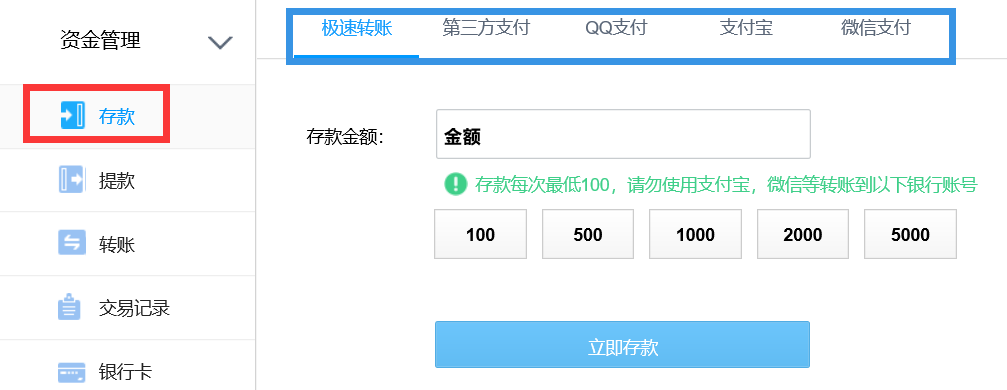 资金管理
存款
提款
转账
交易记录
银行卡
极速转账 第三方支付 QQ支付 支付宝 微信支付
存款金额： 金额
存款每次最低100，请勿使用支付宝，微信等转账到以下银行账号
100 500 1000 2000 5000
立即存款